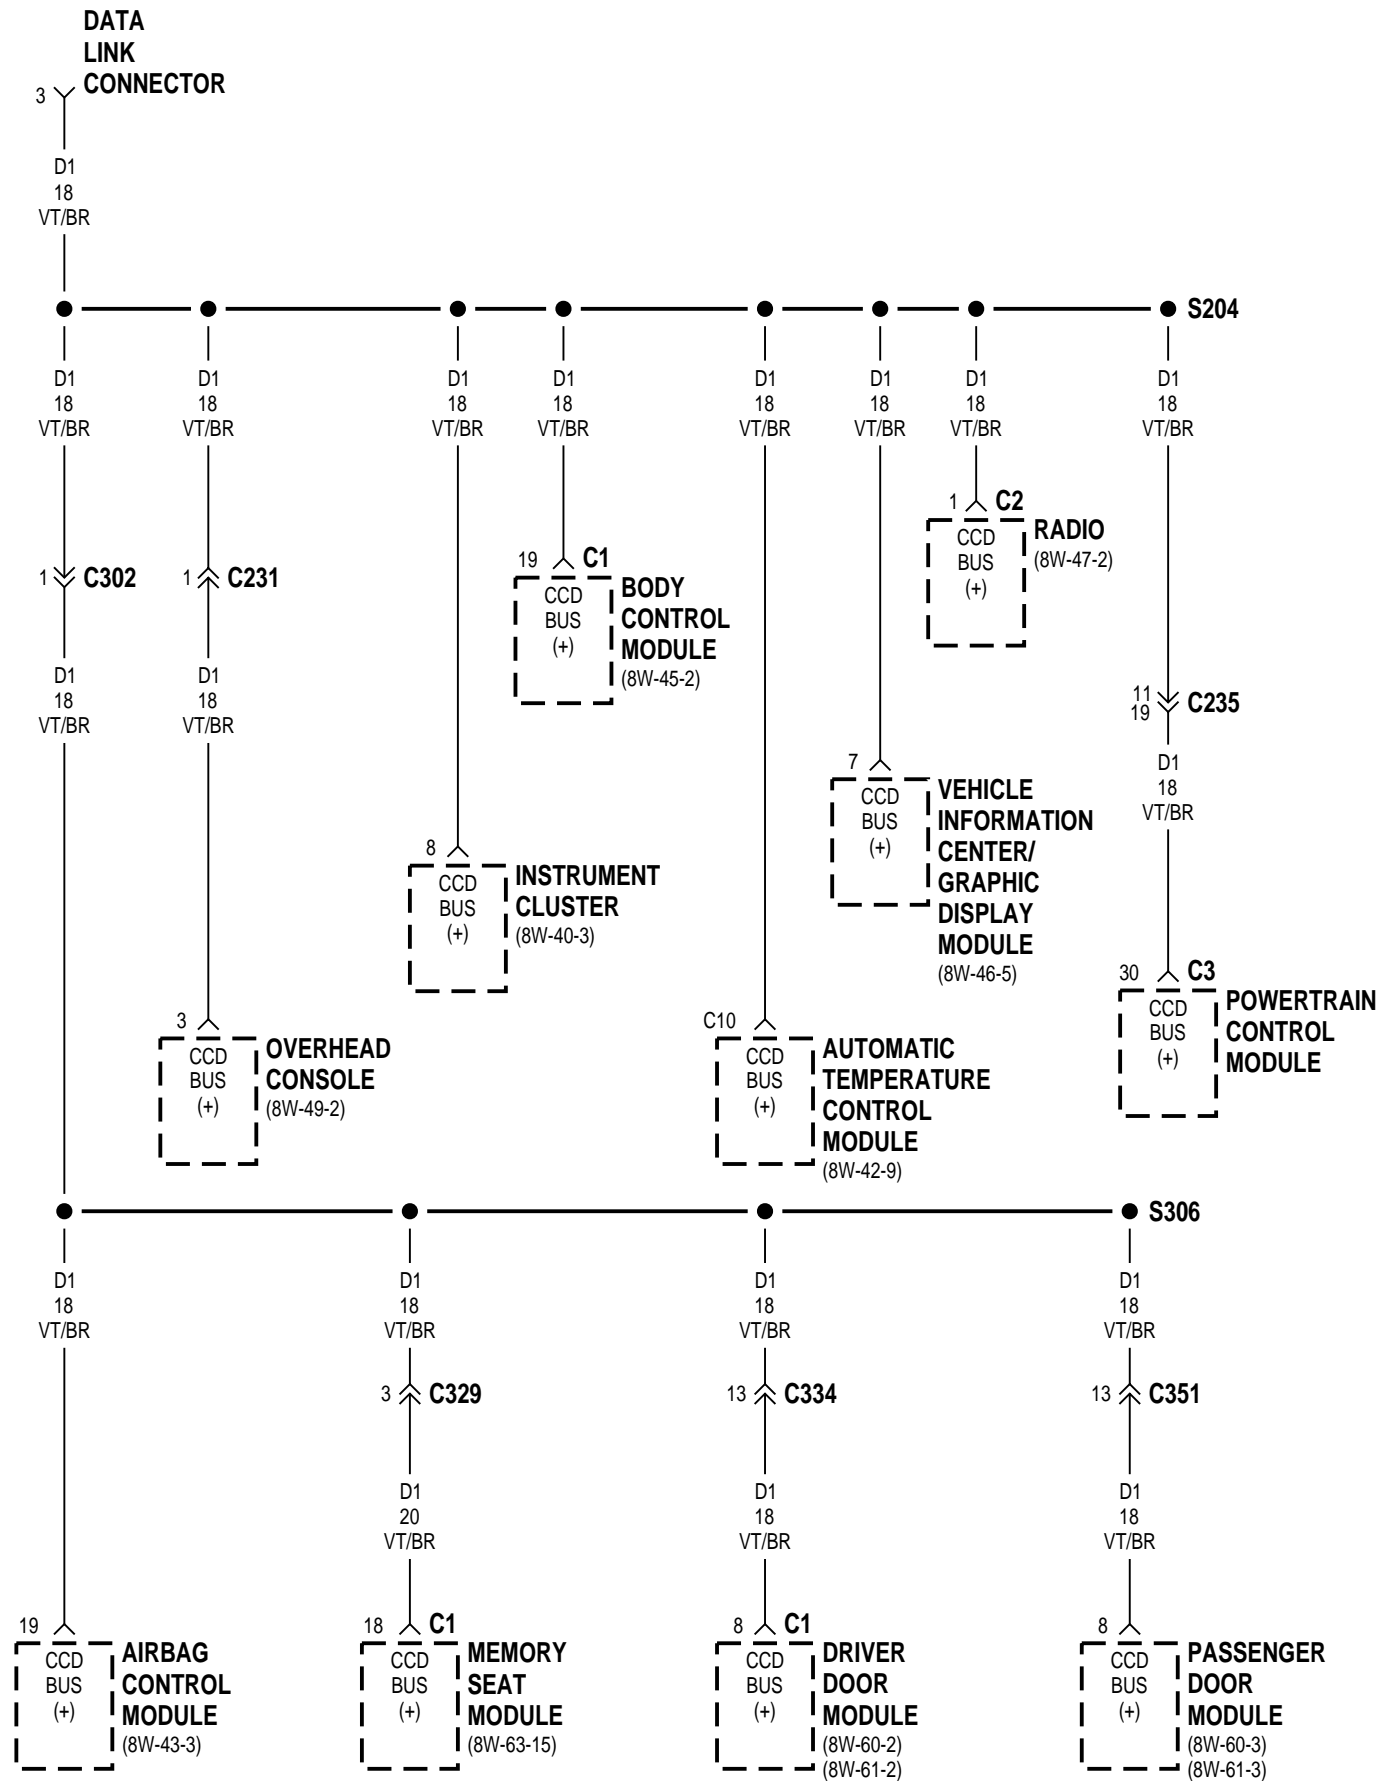 DATA
LINK
CONNECTOR
3
D1
18
VT/BR
S204
D1 D1 D1 D1 D1 D1 D1 D1
18 18 18 18 18 18 18 18
VT/BR VT/BR VT/BR VT/BR VT/BR VT/BR VT/BR VT/BR
1 C2
CCD
BUS
(+)
RADIO
(8W-47-2)
1 C302
1 C231
19 C1
CCD
BUS
(+)
BODY
CONTROL
MODULE
(8W-45-2)
D1 D1
18 18
VT/BR VT/BR
11
19
C235
D1
18
VT/BR
7
CCD
BUS
(+)
VEHICLE
INFORMATION
CENTER/
GRAPHIC
DISPLAY
MODULE
(8W-46-5)
8
CCD
BUS
(+)
INSTRUMENT
CLUSTER
(8W-40-3)
30 C3
CCD
BUS
(+)
POWERTRAIN
CONTROL
MODULE
3
CCD
BUS
(+)
OVERHEAD
CONSOLE
(8W-49-2)
C10
CCD
BUS
(+)
AUTOMATIC
TEMPERATURE
CONTROL
MODULE
(8W-42-9)
S306
D1 D1 D1 D1
18 18 18 18
VT/BR VT/BR VT/BR VT/BR
3 C329
13 C334
13 C351
D1 D1 D1
20 18 18
VT/BR VT/BR VT/BR
19
CCD
BUS
(+)
AIRBAG
CONTROL
MODULE
(8W-43-3)
18 C1
CCD
BUS
(+)
MEMORY
SEAT
MODULE
(8W-63-15)
8 C1
CCD
BUS
(+)
DRIVER
DOOR
MODULE
(8W-60-2)
(8W-61-2)
8
CCD
BUS
(+)
PASSENGER
DOOR
MODULE
(8W-60-3)
(8W-61-3)